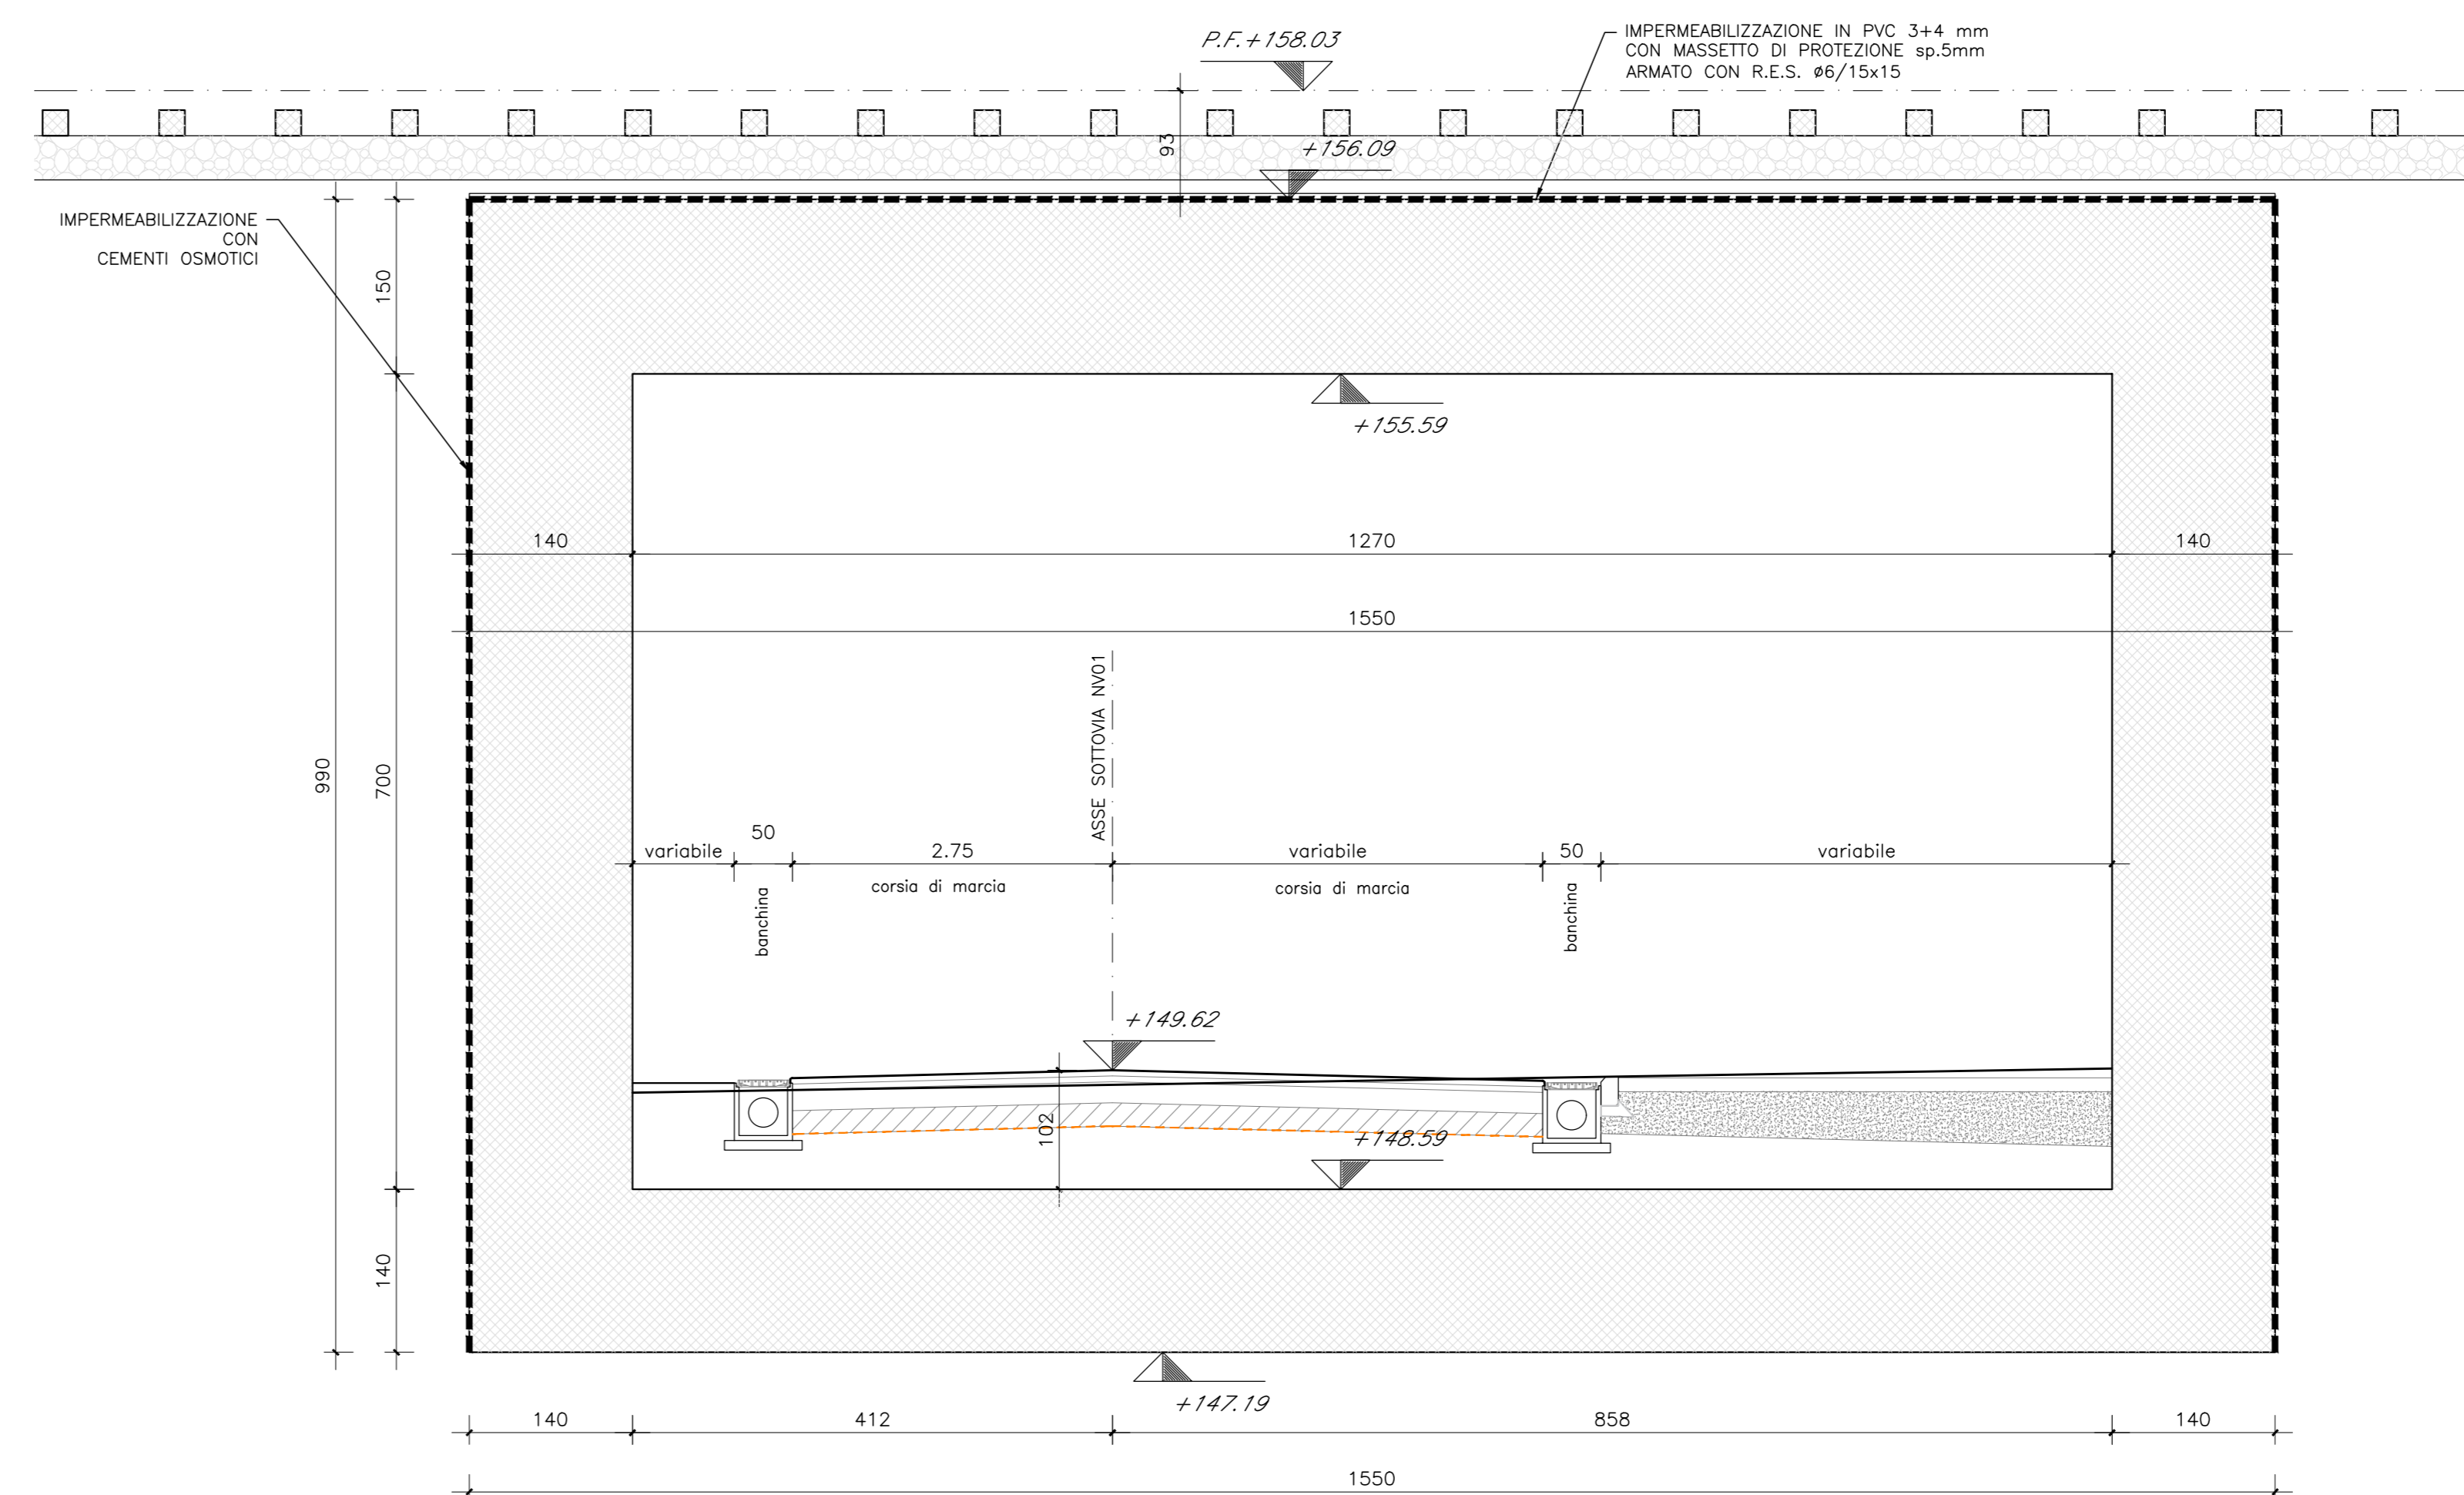 P.F.+158.03
IMPERMEABILIZZAZIONE IN PVC 3+4 mm
CON MASSETTO DI PROTEZIONE sp.5mm
ARMATO CON R.E.S. ø6/15x15
93
+156.09
IMPERMEABILIZZAZIONE
CON
CEMENTI OSMOTICI
150
+155.59
140
1270
140
1550
ASSE SOTTOVIA NV01
990
700
variabile
50
2.75
variabile
50
variabile
corsia di marcia
corsia di marcia
banchina
banchina
+149.62
102
+148.59
140
+147.19
140
412
858
140
1550